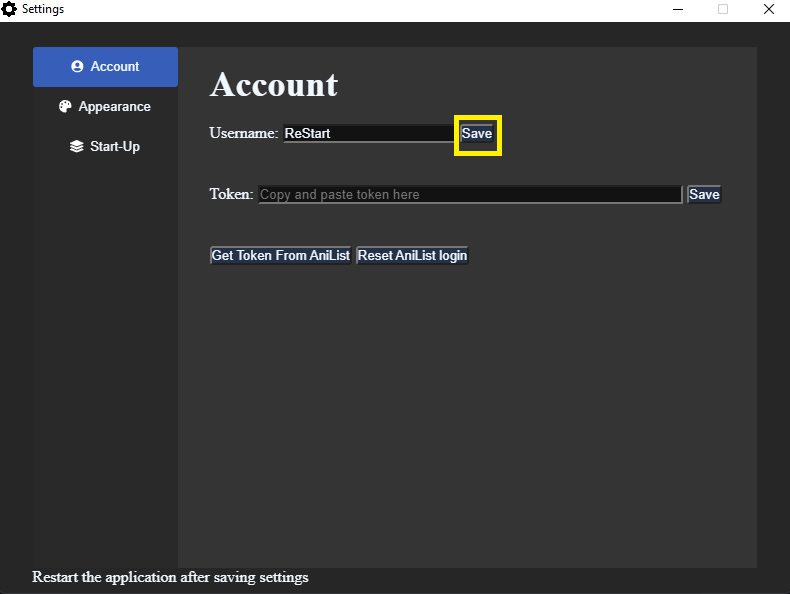 Settings
Account
Appearance
Start-Up
Account
Username: ReStart Save
Token: Copy and paste token here Save
Get Token From AniList Reset AniList login
Restart the application after saving settings